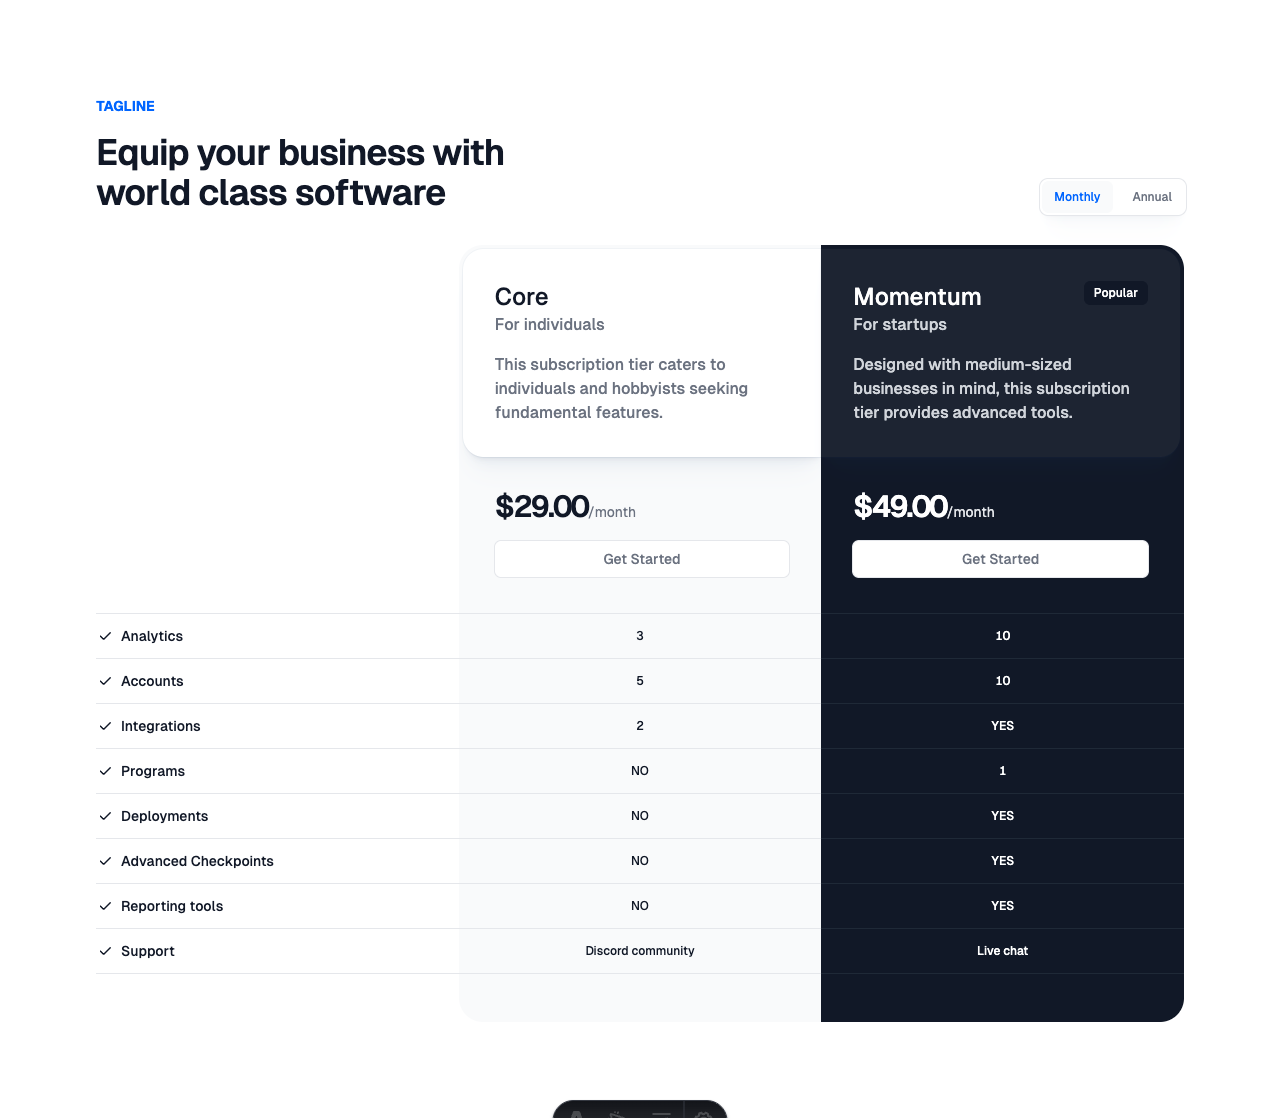 TAGLINE
Equip your business with
world class software
Monthly
Annual
Core
For individuals
This subscription tier caters to
individuals and hobbyists seeking
fundamental features.
Momentum
Popular
For startups
Designed with medium-sized
businesses in mind, this subscription
tier provides advanced tools.
$29.00/month
Get Started
$49.00/month
Get Started
Analytics 3 10
Accounts 5 10
Integrations 2 YES
Programs NO 1
Deployments NO YES
Advanced Checkpoints NO YES
Reporting tools NO YES
Support Discord community Live chat